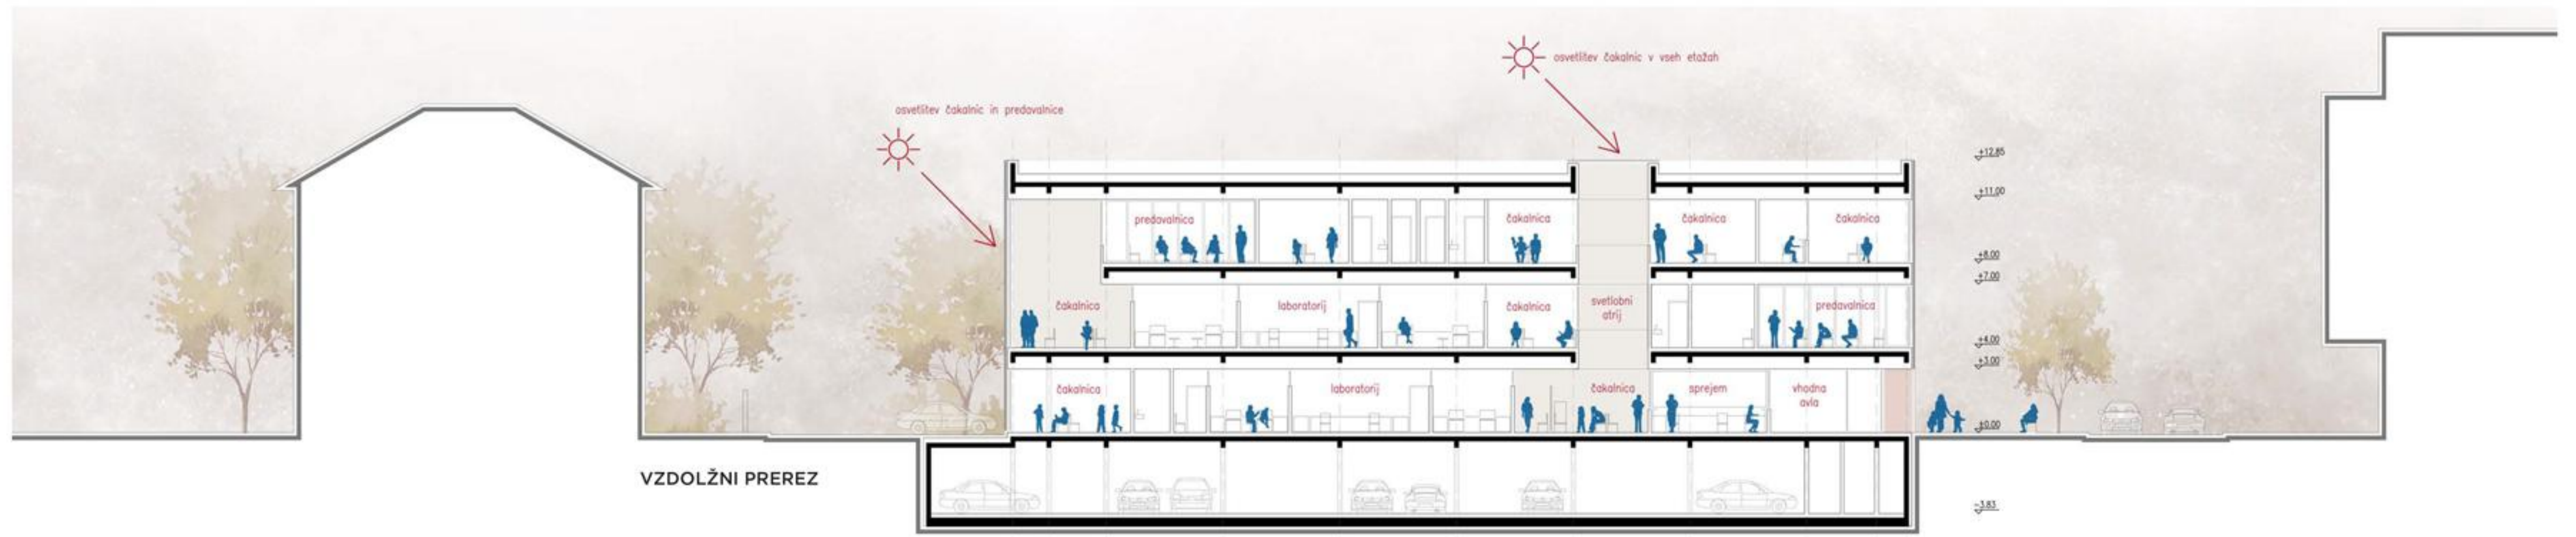 osvetlitev čakalnic v vseh etažah
osvetlitev čakalnic in predavalnice
+12.85
+11.00
predavalnica
čakalnica
čakalnica
čakalnica
+8.00
+7.00
čakalnica
laboratorij
čakalnica
svetlobni
atrij
predavalnica
+4.00
+3.00
čakalnica
laboratorij
čakalnica
sprejem
vhodna
avla
±0.00
VZDOLŽNI PREREZ
-3.83